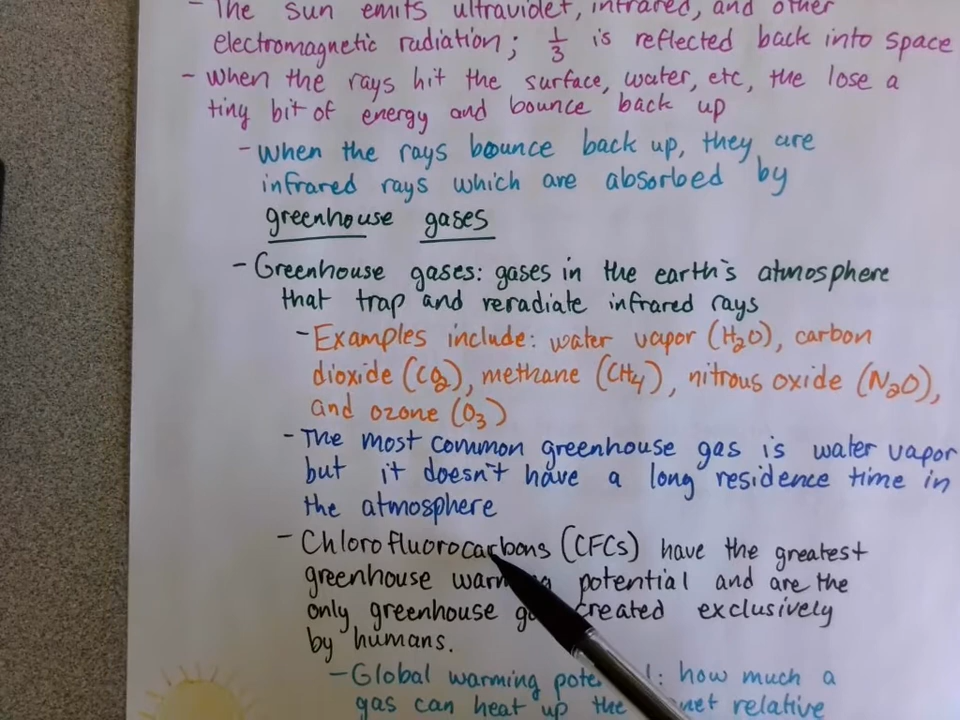 - The sun emits ultraviolet, infrared, and other
electromagnetic radiation; 1/3 is reflected back into space
- When the rays hit the surface, water, etc, the lose a
tiny bit of energy and bounce back up
- When the rays bounce back up, they are
infrared rays which are absorbed by
greenhouse gases
- Greenhouse gases: gases in the earth's atmosphere
that trap and reradiate infrared rays
- Examples include: water vapor (H2O), carbon
dioxide (CO2), methane (CH4), nitrous oxide (N2O),
and ozone (O3)
- The most common greenhouse gas is water vapor
but it doesn't have a long residence time in
the atmosphere
- Chlorofluorocarbons (CFCs) have the greatest
greenhouse warming potential and are the
only greenhouse created exclusively
by humans.
- Global warming potential: how much a
gas can heat up the planet relative